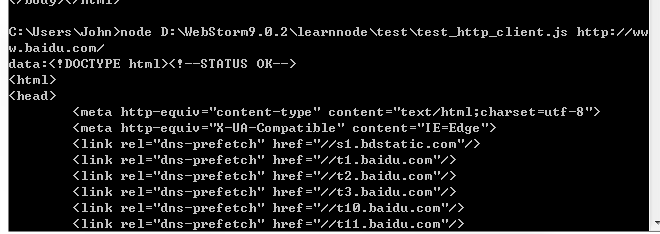 </body></html>
C:\Users\John>node D:\WebStorm9.0.2\learnnode\test\test_http_client.js http://ww
w.baidu.com/
data:<!DOCTYPE html><!--STATUS OK-->
<html>
<head>
<meta http-equiv="content-type" content="text/html;charset=utf-8">
<meta http-equiv="X-UA-Compatible" content="IE=Edge">
<link rel="dns-prefetch" href="//s1.bdstatic.com"/>
<link rel="dns-prefetch" href="//t1.baidu.com"/>
<link rel="dns-prefetch" href="//t2.baidu.com"/>
<link rel="dns-prefetch" href="//t3.baidu.com"/>
<link rel="dns-prefetch" href="//t10.baidu.com"/>
<link rel="dns-prefetch" href="//t11.baidu.com"/>